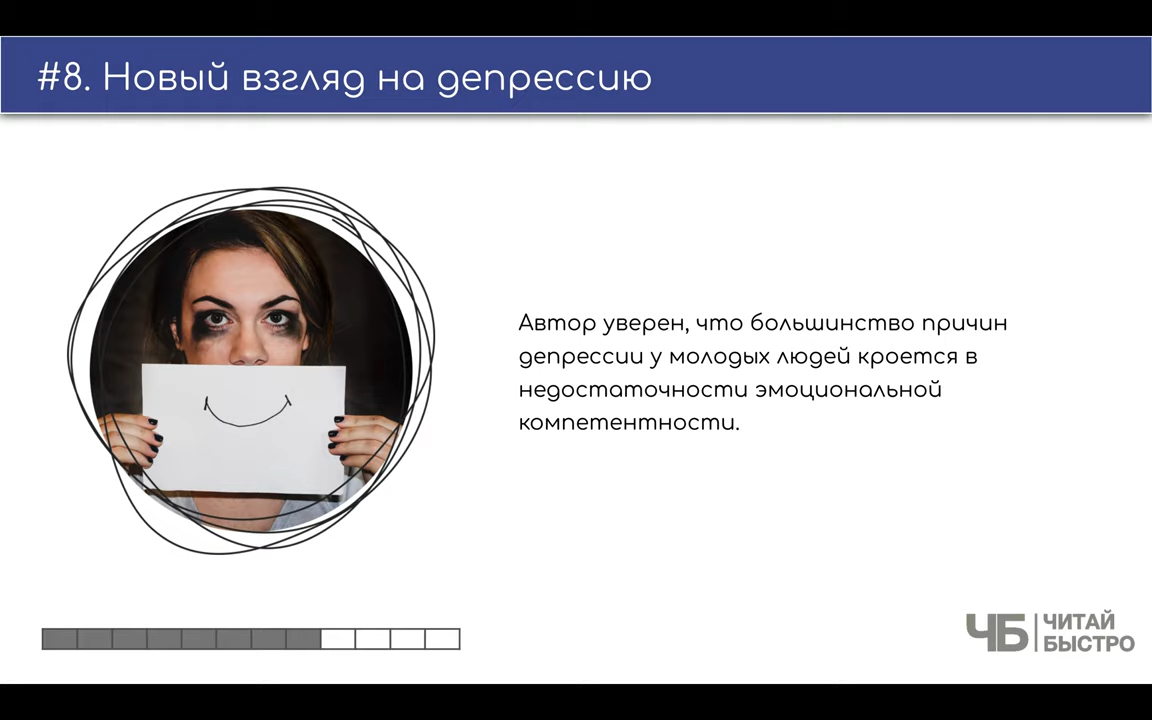 #8. Новый взгляд на депрессию
Автор уверен, что большинство причин
депрессии у молодых людей кроется в
недостаточности эмоциональной
компетентности.
ЧБ
ЧИТАЙ
БЫСТРО